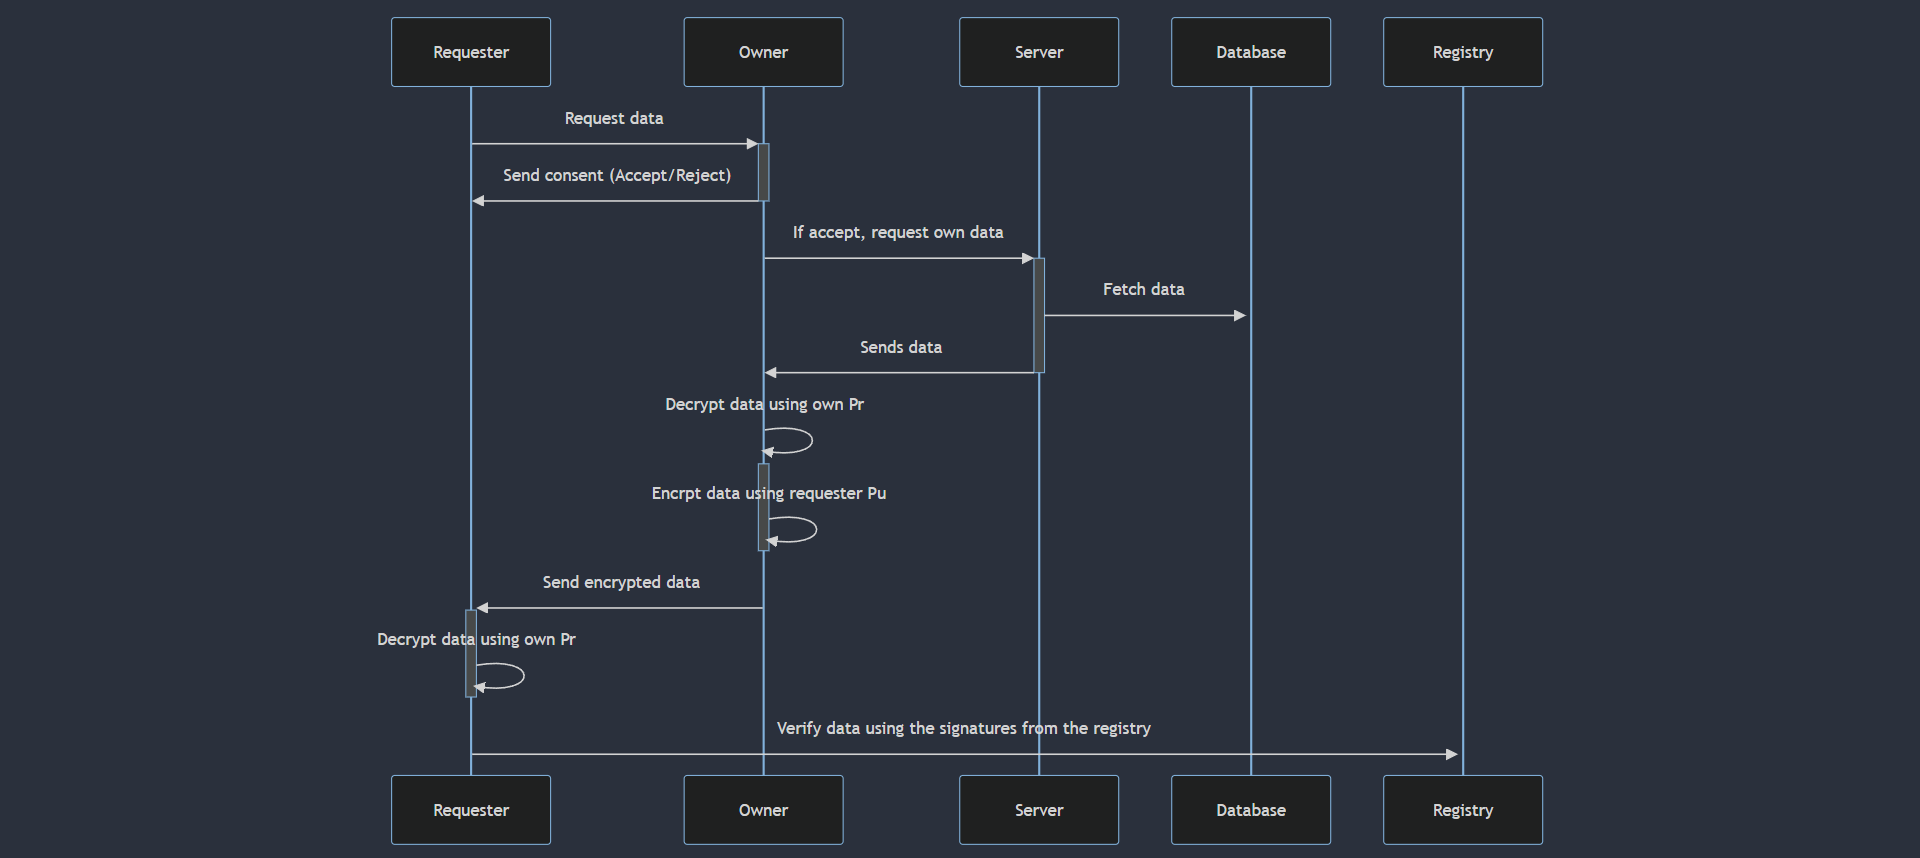 Requester
Owner
Server
Database
Registry
Request data
Send consent (Accept/Reject)
If accept, request own data
Fetch data
Sends data
Decrypt data using own Pr
Encrpt data using requester Pu
Send encrypted data
Decrypt data using own Pr
Verify data using the signatures from the registry
Requester
Owner
Server
Database
Registry